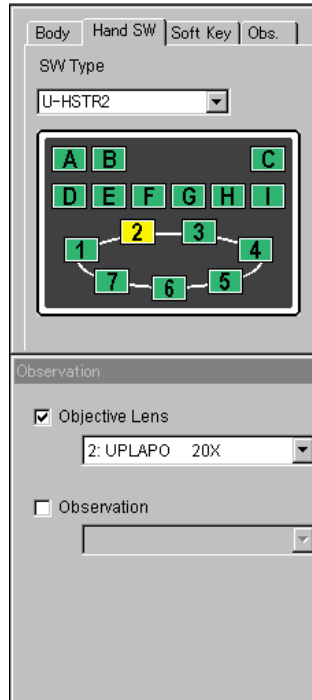 Body Hand SW Soft Key Obs.
SW Type
U-HSTR2
A B C
D E F G H I
2 3
1 4
7 6 5
Observation
Objective Lens
2: UPLAPO 20X
Observation